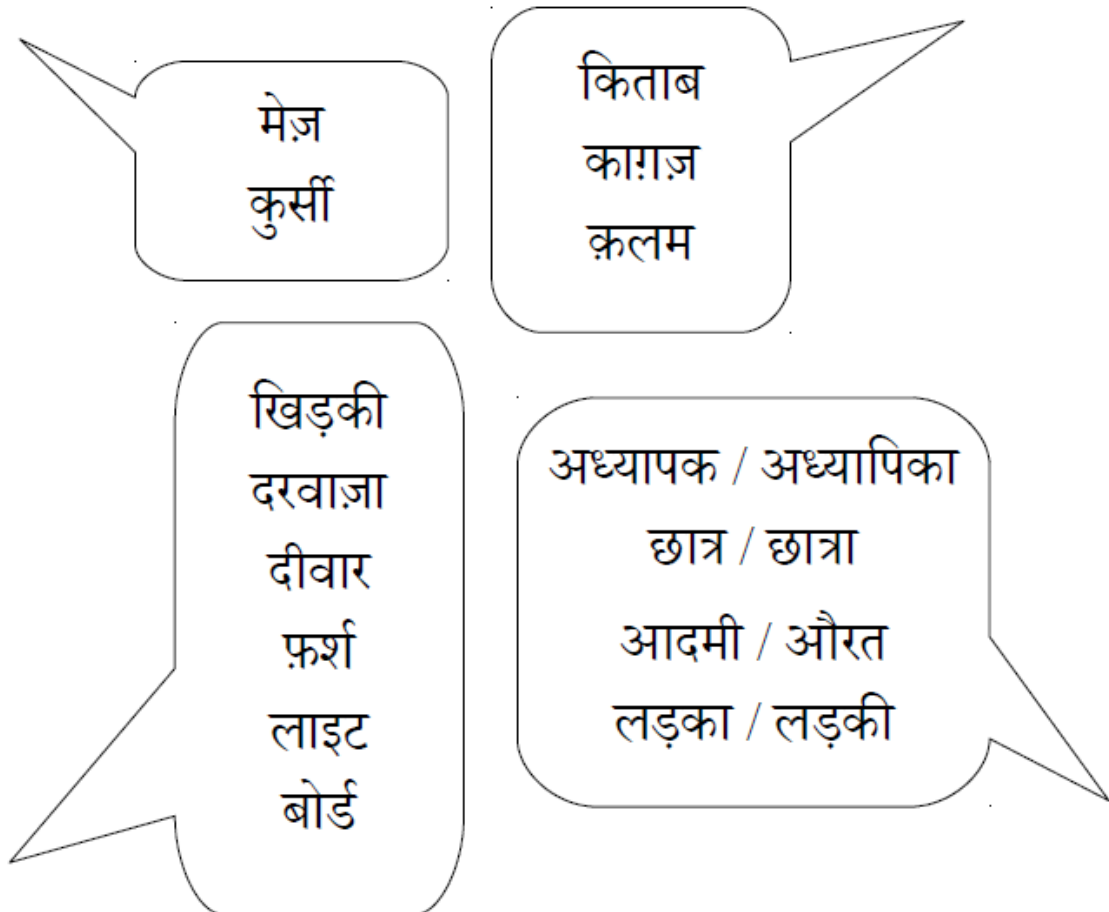 मेज़
कुर्सी
किताब
काग़ज़
क़लम
खिड़की
दरवाज़ा
दीवार
फ़र्श
लाइट
बोर्ड
अध्यापक / अध्यापिका
छात्र / छात्रा
आदमी / औरत
लड़का / लड़की